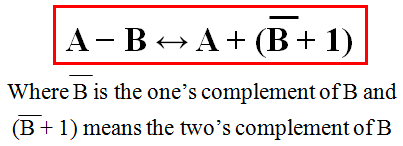 A − B ↔ A + (B̅ + 1)
Where B̅ is the one's complement of B and
(B̅ + 1) means the two's complement of B